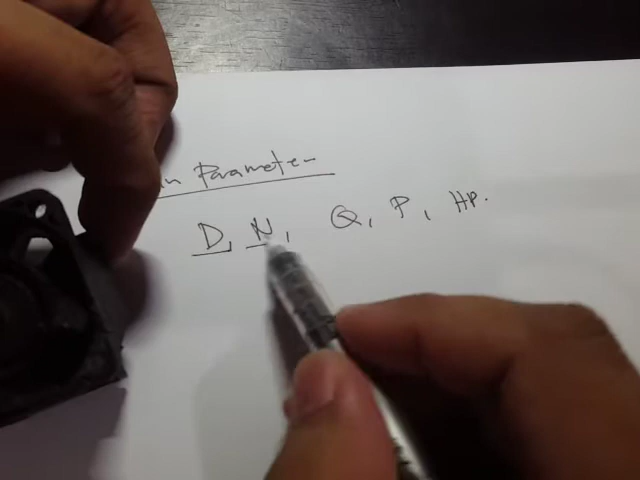 Parameter
D, N, Q, P, HP.